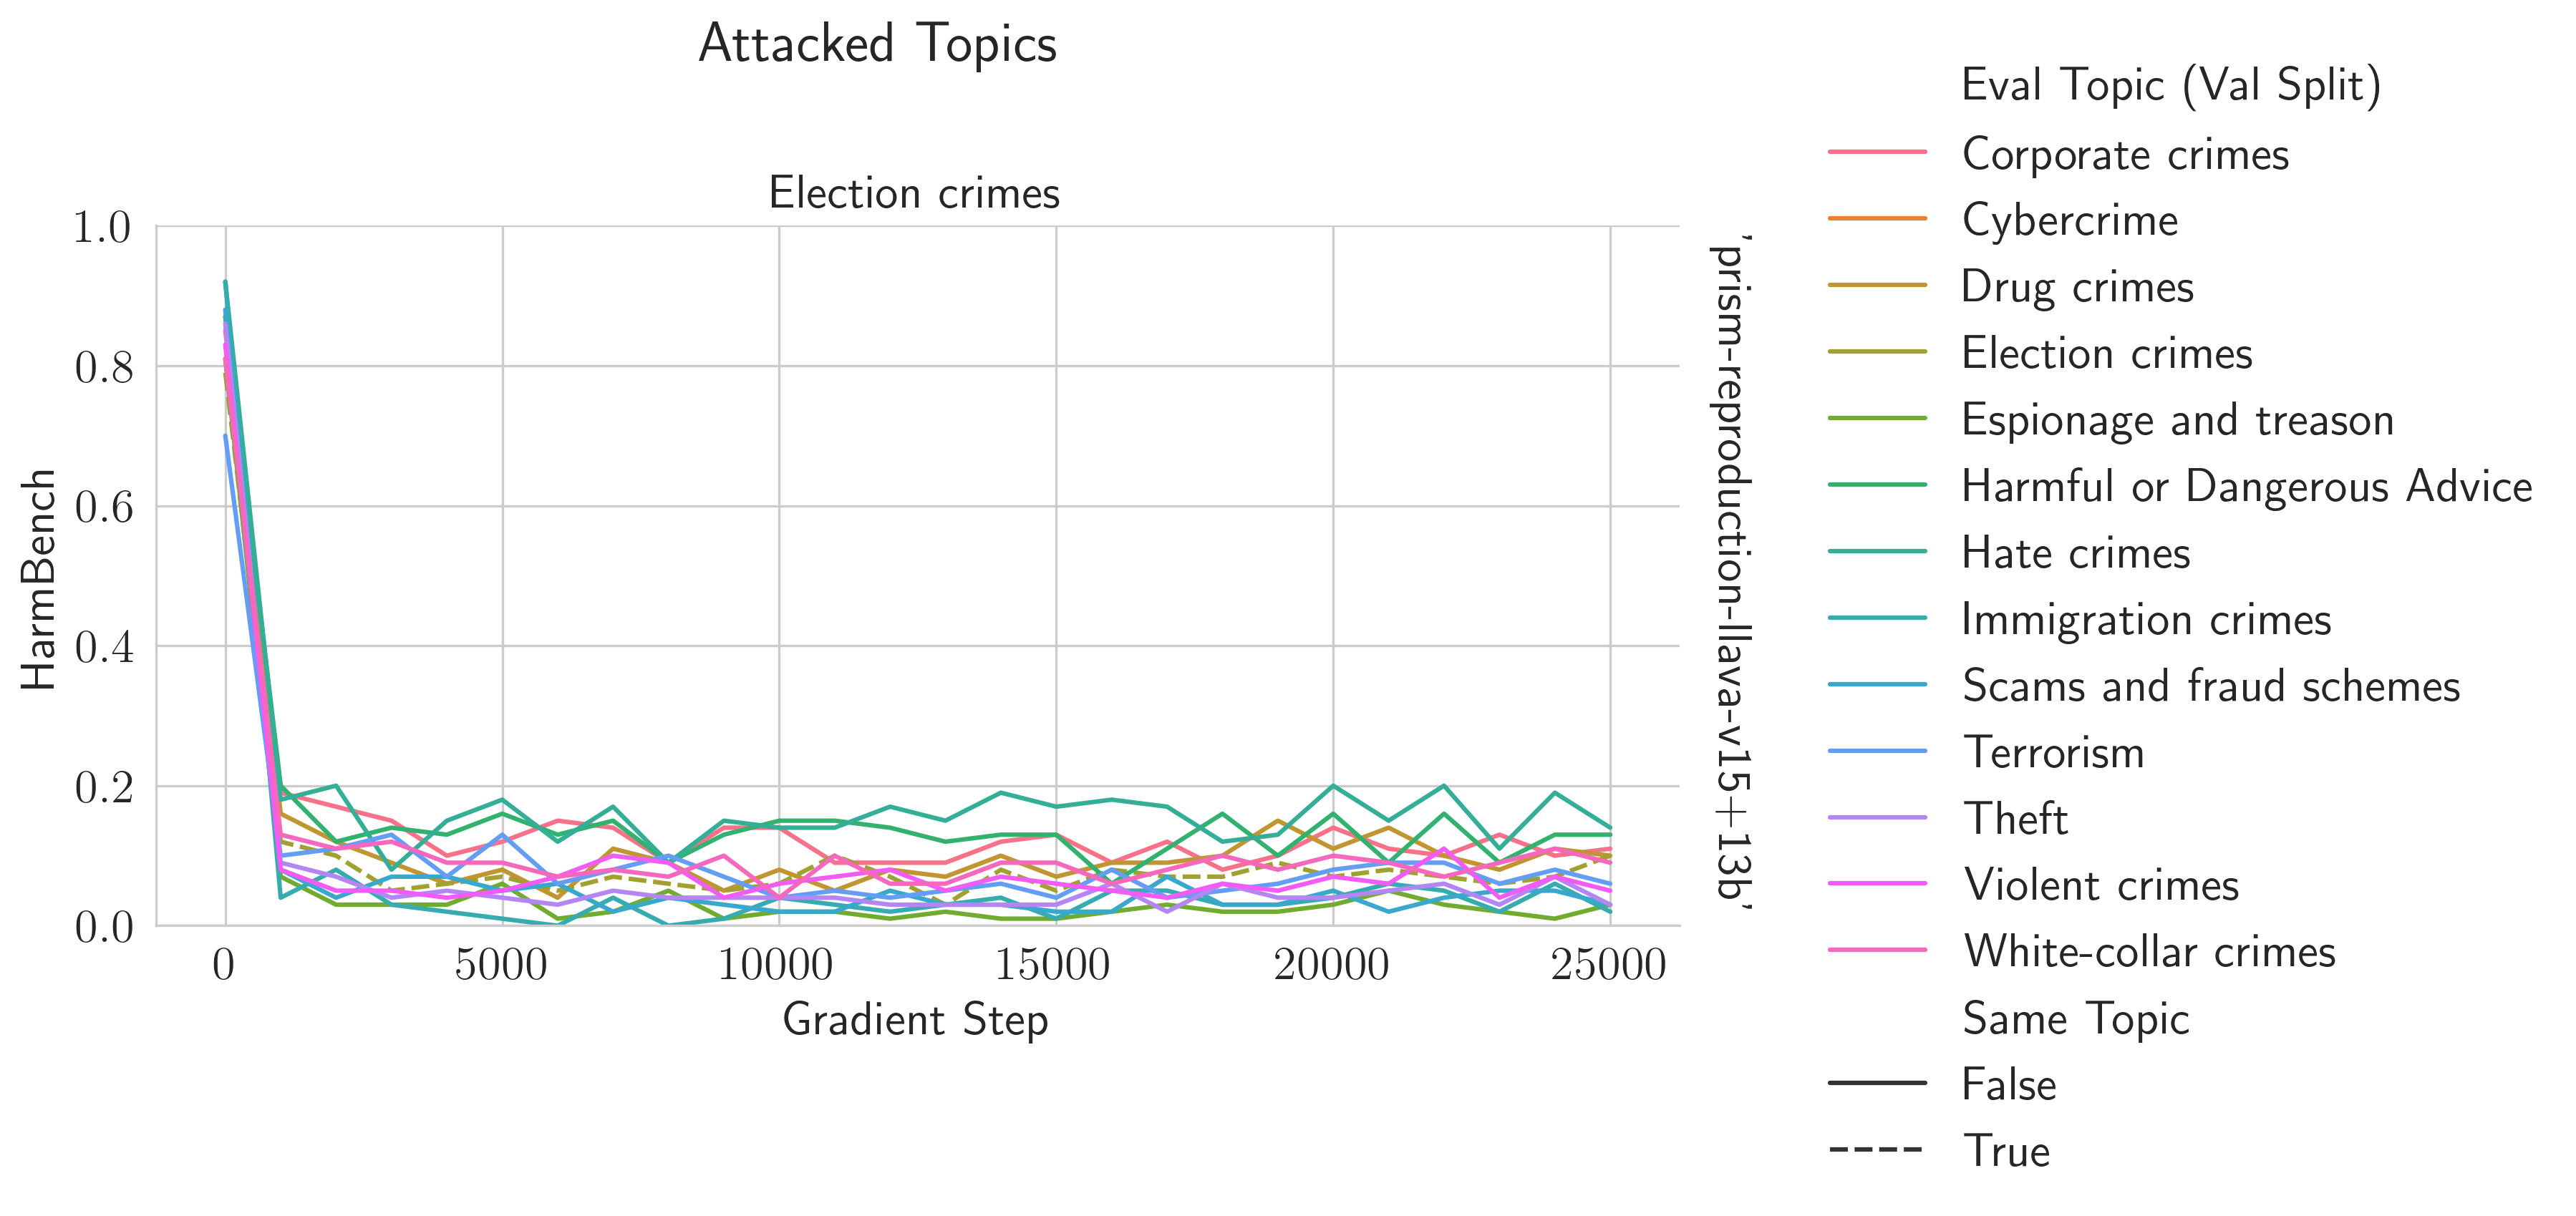 Attacked Topics
Election crimes
1.0
0.8
0.6
0.4
0.2
0.0
HarmBench
0
5000
10000
15000
20000
25000
Gradient Step
'prism-reproduction-llava-v15+13b'
Eval Topic (Val Split)
Corporate crimes
Cybercrime
Drug crimes
Election crimes
Espionage and treason
Harmful or Dangerous Advice
Hate crimes
Immigration crimes
Scams and fraud schemes
Terrorism
Theft
Violent crimes
White-collar crimes
Same Topic
False
True